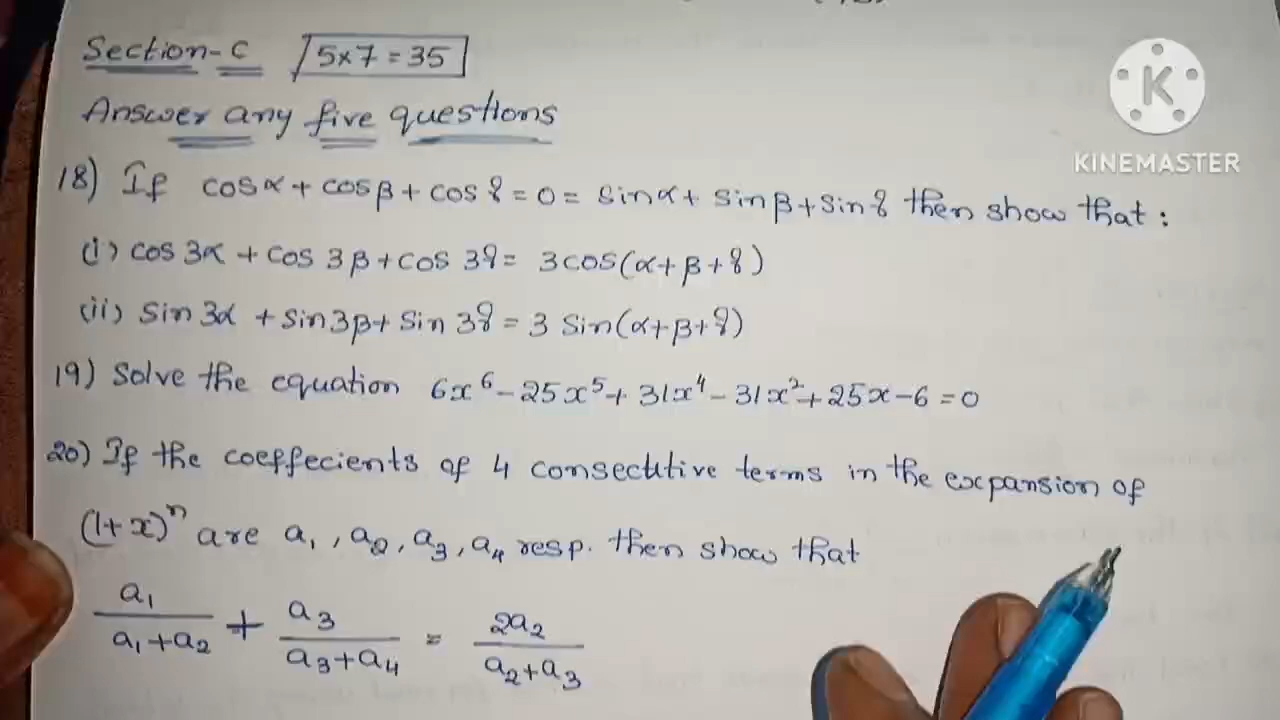 Section-C 5×7=35
Answer any five questions
18) If cosα + cosβ + cosγ = 0 = sinα + sinβ + sinγ then show that :
(i) cos 3α + cos 3β + cos 3γ = 3cos(α+β+γ)
(ii) sin 3α + sin3β + sin 3γ = 3 sin(α+β+γ)
19) solve the equation 6x⁶ - 25x⁵ + 31x⁴ - 31x² + 25x - 6 = 0
20) If the coeffecients of 4 consecutive terms in the expansion of
(1+x)ⁿ are a₁, a₂, a₃, a₄ resp. then show that
a₁/(a₁+a₂) + a₃/(a₃+a₄) = 2a₂/(a₂+a₃)
K
KINEMASTER